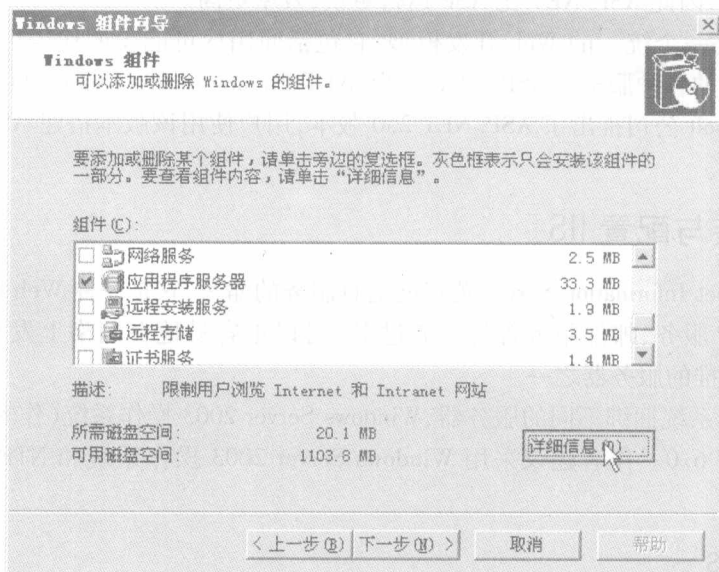 Windows 组件向导
Windows 组件
可以添加或删除 Windows 的组件。
要添加或删除某个组件，请单击旁边的复选框。灰色框表示只会安装该组件的
一部分。要查看组件内容，请单击“详细信息”。
组件(C):
网络服务 2.5 MB
应用程序服务器 33.3 MB
远程安装服务 1.9 MB
远程存储 3.5 MB
证书服务 1.4 MB
描述: 限制用户浏览 Internet 和 Intranet 网站
所需磁盘空间: 20.1 MB
可用磁盘空间: 1103.8 MB
详细信息(D)...
< 上一步(B) 下一步(N) > 取消 帮助